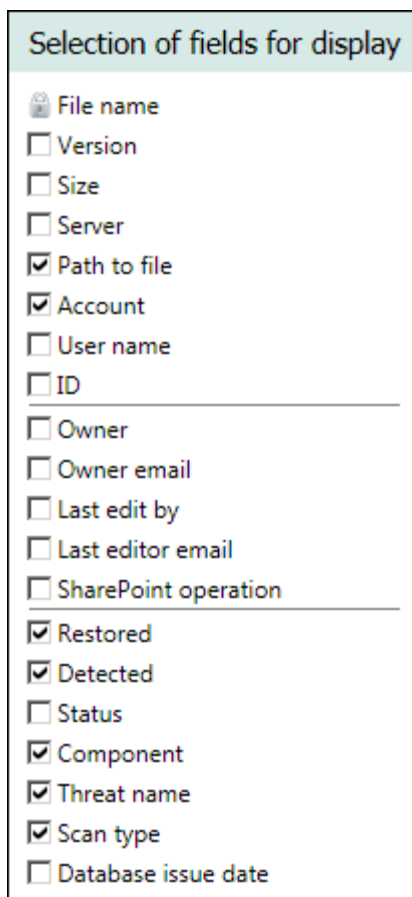 Selection of fields for display
File name
Version
Size
Server
Path to file
Account
User name
ID
Owner
Owner email
Last edit by
Last editor email
SharePoint operation
Restored
Detected
Status
Component
Threat name
Scan type
Database issue date